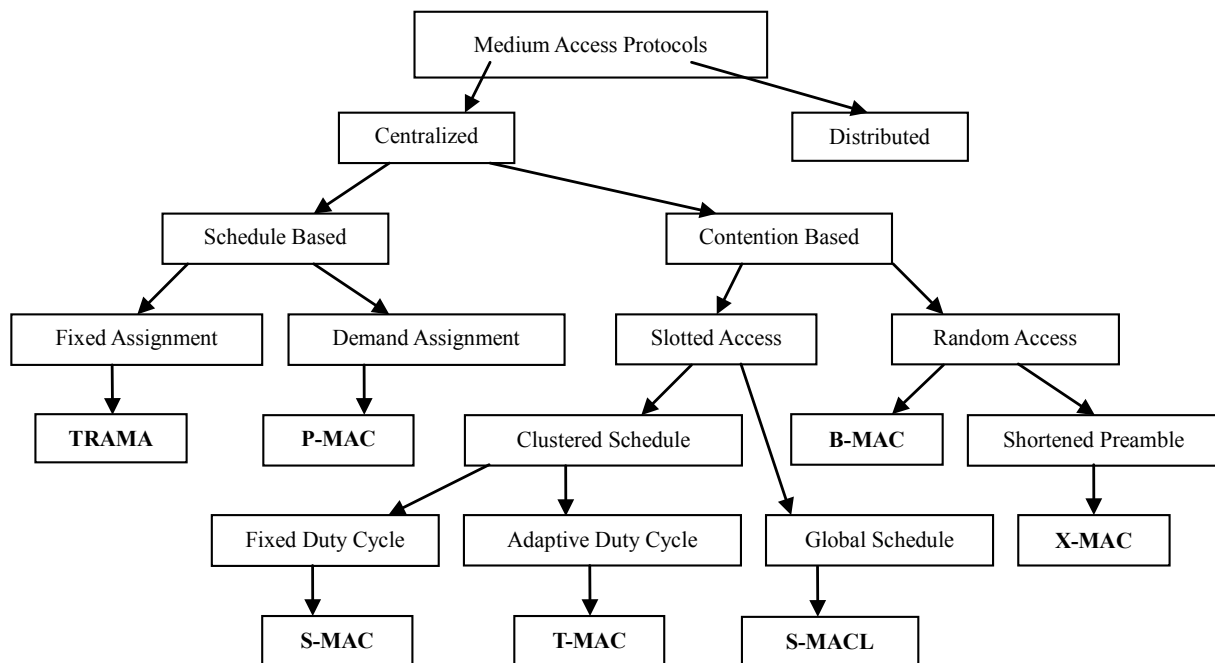 Medium Access Protocols
Centralized
Distributed
Schedule Based
Contention Based
Fixed Assignment
Demand Assignment
Slotted Access
Random Access
TRAMA
P-MAC
Clustered Schedule
B-MAC
Shortened Preamble
Fixed Duty Cycle
Adaptive Duty Cycle
Global Schedule
X-MAC
S-MAC
T-MAC
S-MACL